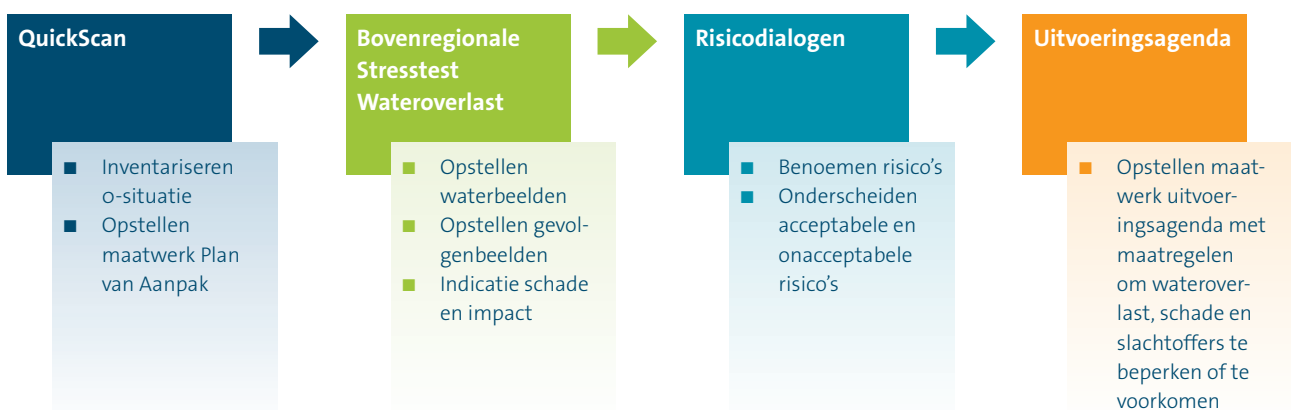 QuickScan
Inventariseren
0-situatie
Opstellen
maatwerk Plan
van Aanpak
Bovenregionale
Stresstest
Wateroverlast
Opstellen
waterbeelden
Opstellen gevol-
genbeelden
Indicatie schade
en impact
Risicodialogen
Benoemen risico’s
Onderscheiden
acceptabele en
onacceptabele
risico’s
Uitvoeringsagenda
Opstellen maat-
werk uitvoer-
ingsagenda met
maatregelen
om waterover-
last, schade en
slachtoffers te
beperken of te
voorkomen